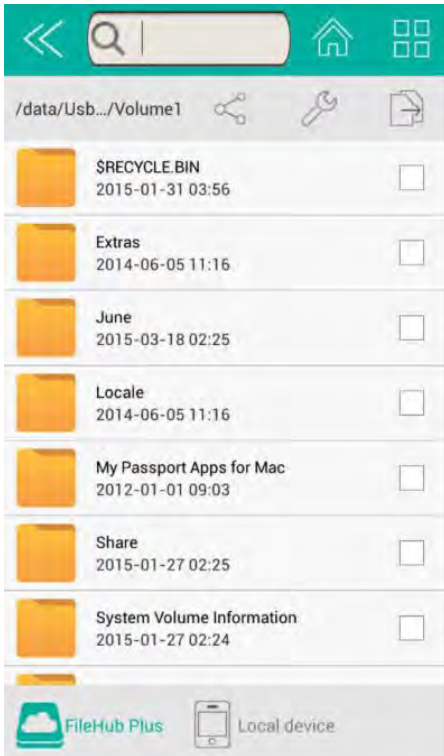 /data/Usb.../Volume1
$RECYCLE.BIN
2015-01-31 03:56
Extras
2014-06-05 11:16
June
2015-03-18 02:25
Locale
2014-06-05 11:16
My Passport Apps for Mac
2012-01-01 09:03
Share
2015-01-27 02:25
System Volume Information
2015-01-27 02:24
FileHub Plus
Local device